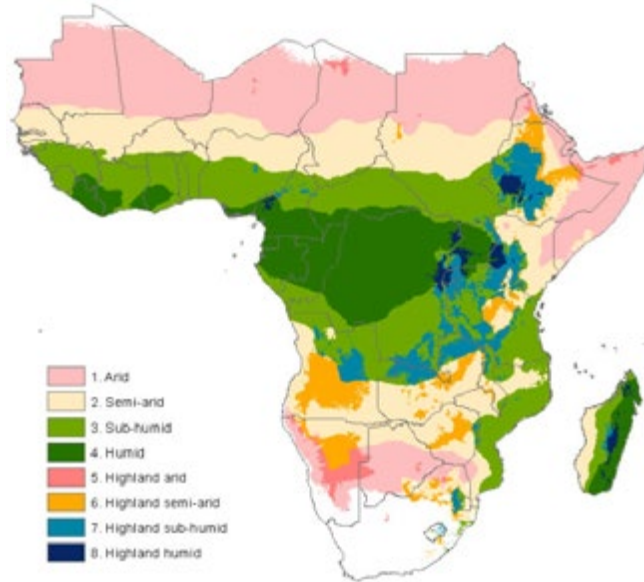 1. Arid
2. Semi-arid
3. Sub-humid
4. Humid
5. Highland arid
6. Highland semi-arid
7. Highland sub-humid
8. Highland humid